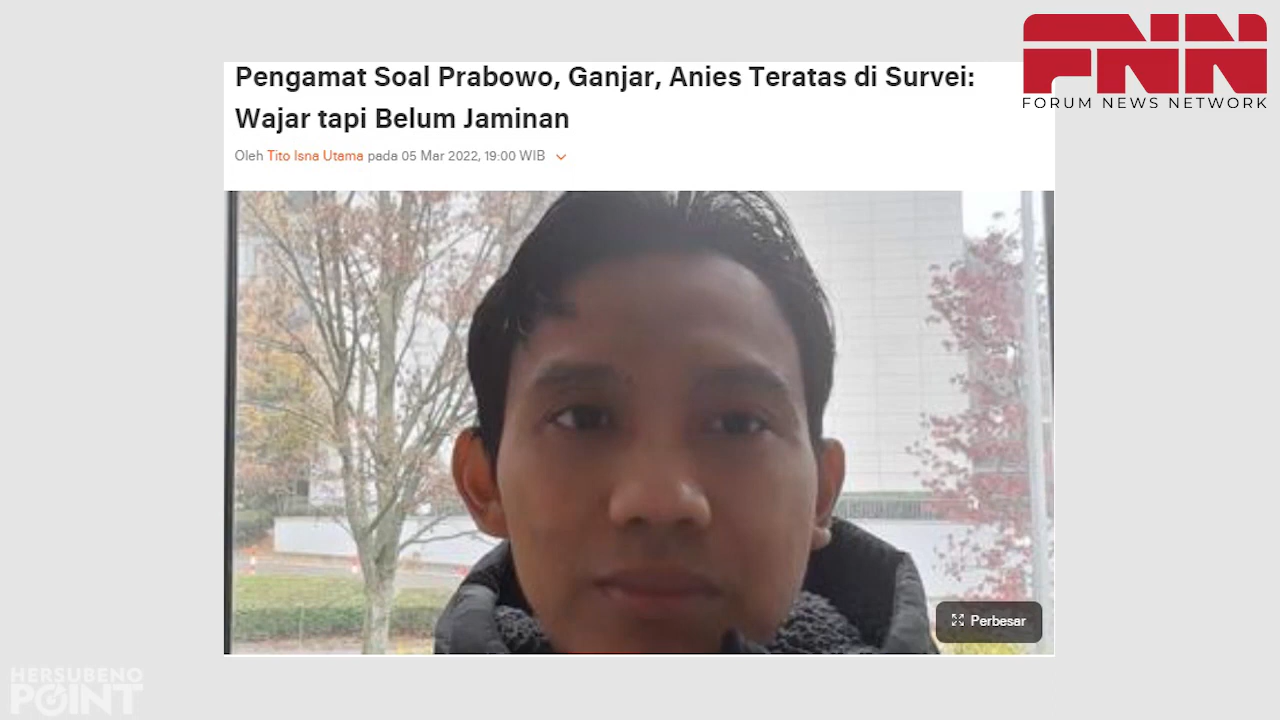 Pengamat Soal Prabowo, Ganjar, Anies Teratas di Survei:
Wajar tapi Belum Jaminan
Oleh Tito Isna Utama pada 05 Mar 2022, 19:00 WIB
FNN
FORUM NEWS NETWORK
Perbesar
HERSUBENO
POINT